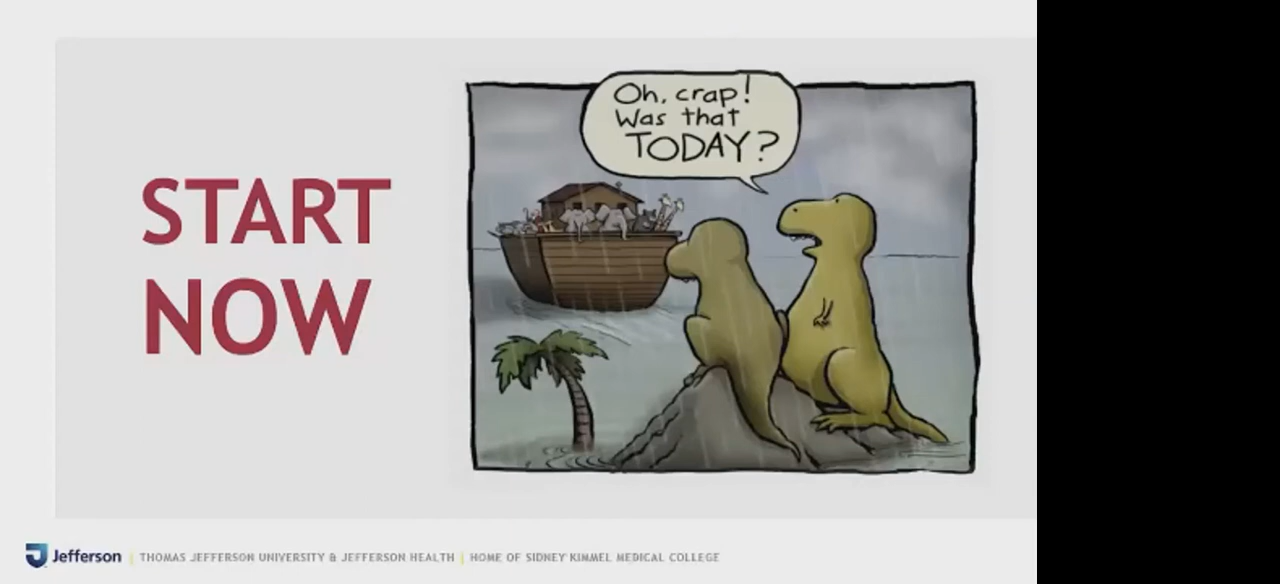 START
NOW
Oh, crap!
Was that
TODAY?
Jefferson | THOMAS JEFFERSON UNIVERSITY & JEFFERSON HEALTH | HOME OF SIDNEY KIMMEL MEDICAL COLLEGE